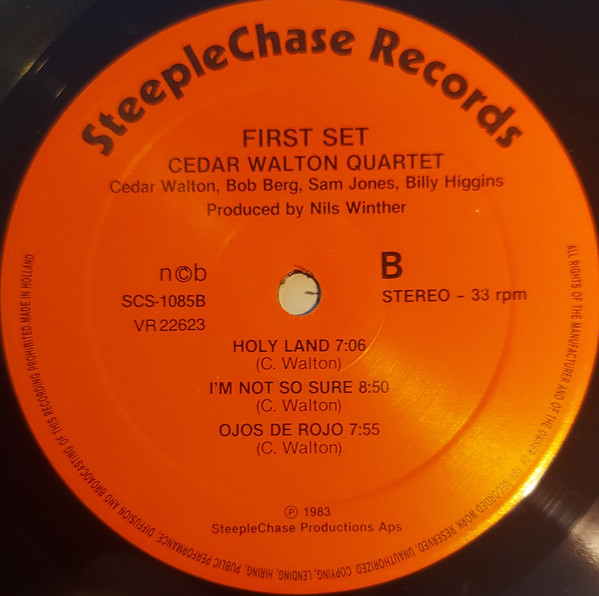 SteepleChase Records
FIRST SET
CEDAR WALTON QUARTET
Cedar Walton, Bob Berg, Sam Jones, Billy Higgins
Produced by Nils Winther
n©b
B
SCS-1085B
STEREO - 33 rpm
VR 22623
HOLY LAND 7:06
(C. Walton)
I'M NOT SO SURE 8:50
(C. Walton)
OJOS DE ROJO 7:55
(C. Walton)
℗ 1983
SteepleChase Productions Aps
ALL RIGHTS OF THE MANUFACTURER AND OF THE OWNER OF THE RECORDED WORK RESERVED. UNAUTHORIZED COPYING, LENDING, HIRING, PUBLIC PERFORMANCE, DIFFUSION AND BROADCASTING OF THIS RECORDING PROHIBITED MADE IN HOLLAND